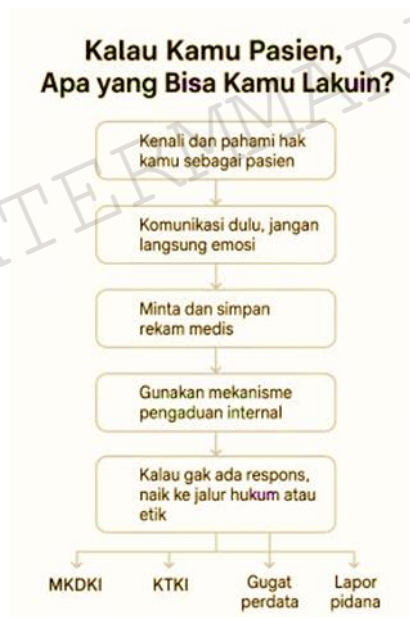 Kalau Kamu Pasien,
Apa yang Bisa Kamu Lakuin?
Kenali dan pahami hak
kamu sebagai pasien
Komunikasi dulu, jangan
langsung emosi
Minta dan simpan
rekam medis
Gunakan mekanisme
pengaduan internal
Kalau gak ada respons,
naik ke jalur hukum atau
etik
MKDKI
KTKI
Gugat
perdata
Lapor
pidana